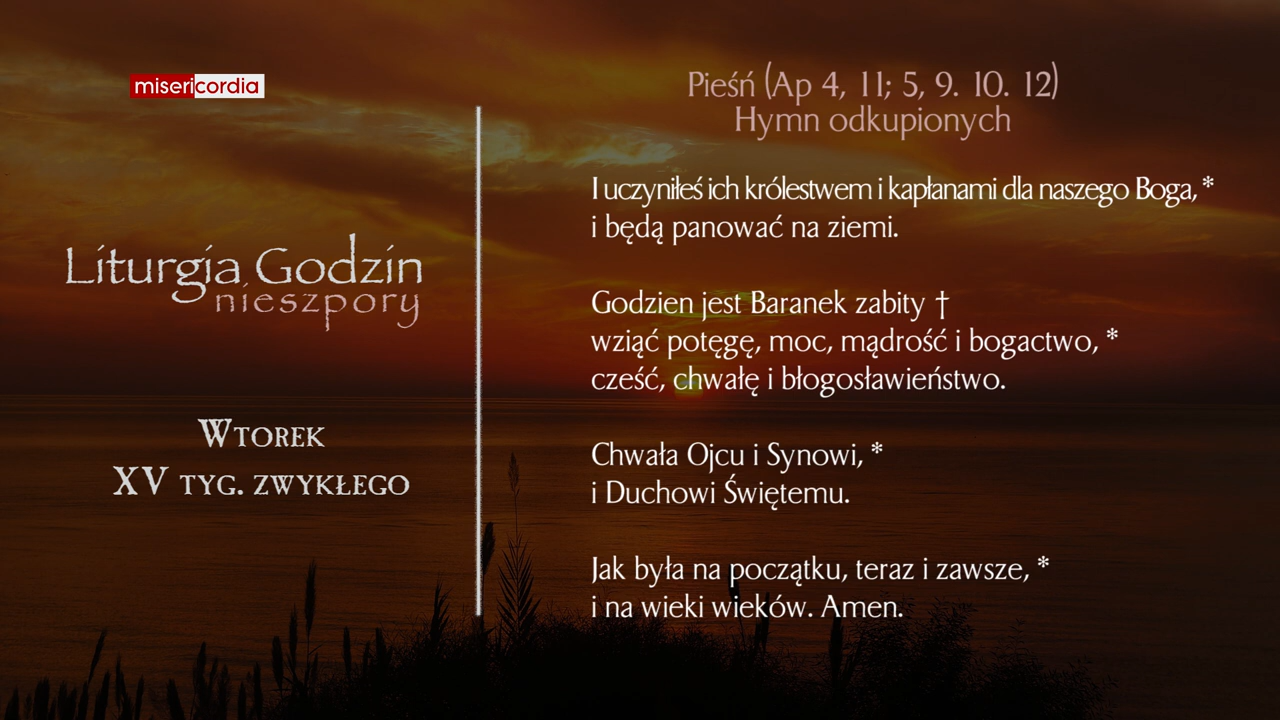 misericordia
Liturgia Godzin
nieszpory
Wtorek
XV tyg. zwykłego
Pieśń (Ap 4, 11; 5, 9. 10. 12)
Hymn odkupionych
I uczyniłeś ich królestwem i kapłanami dla naszego Boga, *
i będą panować na ziemi.
Godzien jest Baranek zabity †
wziąć potęgę, moc, mądrość i bogactwo, *
cześć, chwałę i błogosławieństwo.
Chwała Ojcu i Synowi, *
i Duchowi Świętemu.
Jak była na początku, teraz i zawsze, *
i na wieki wieków. Amen.